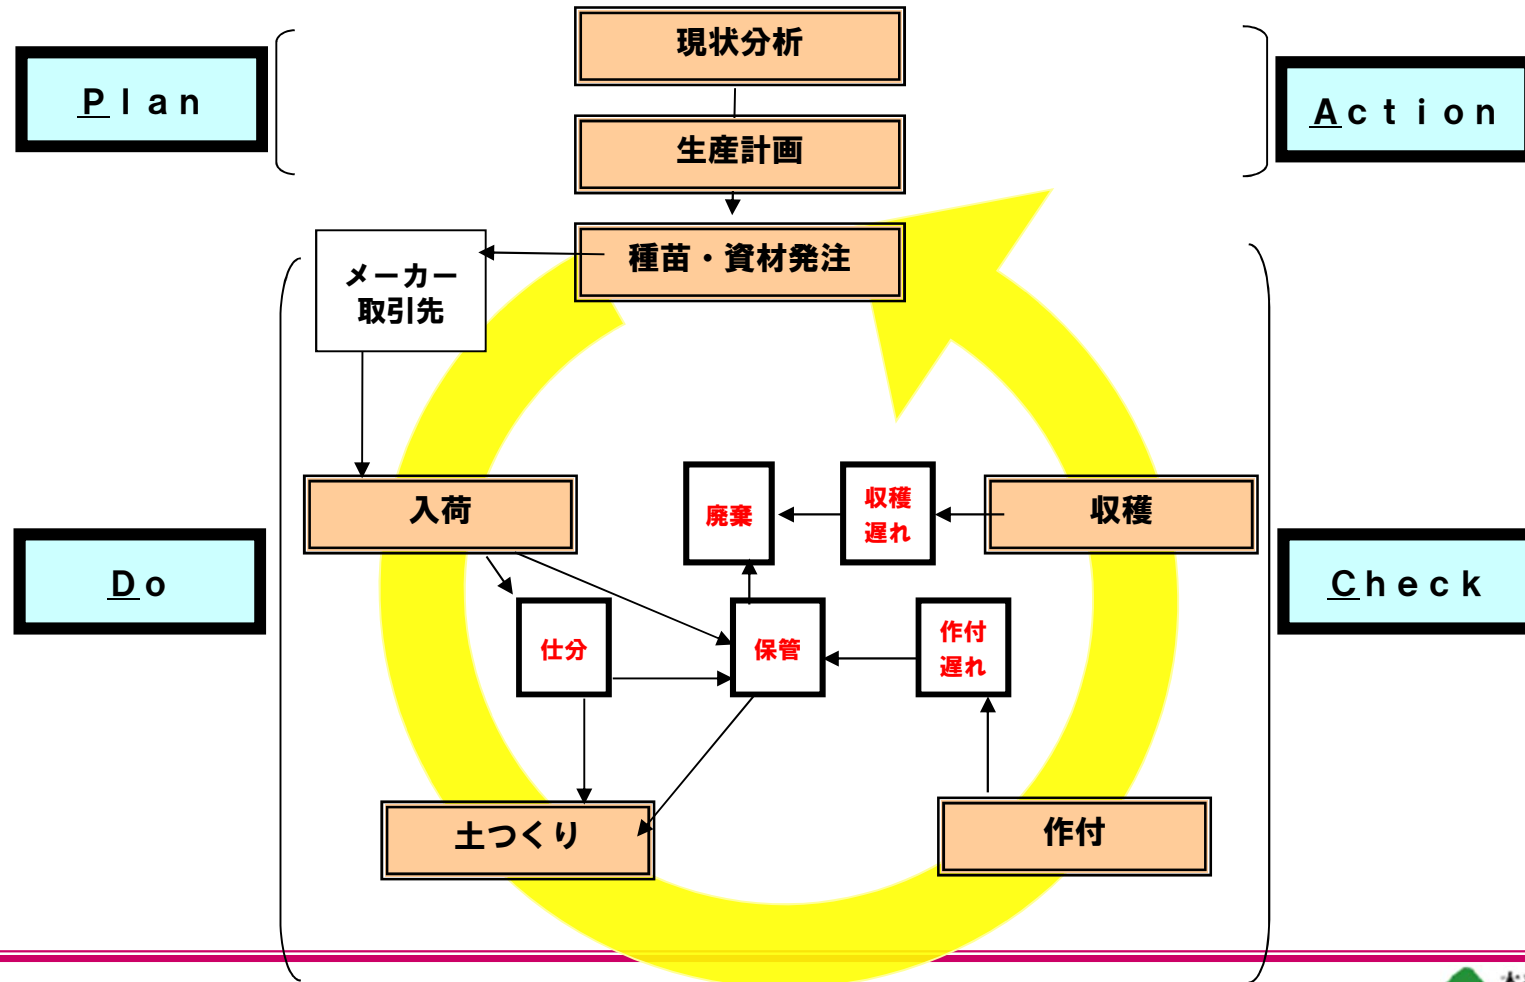 現状分析
Plan
Action
生産計画
種苗・資材発注
メーカー
取引先
入荷
廃棄
収穫
遅れ
収穫
Do
Check
仕分
保管
作付
遅れ
土つくり
作付